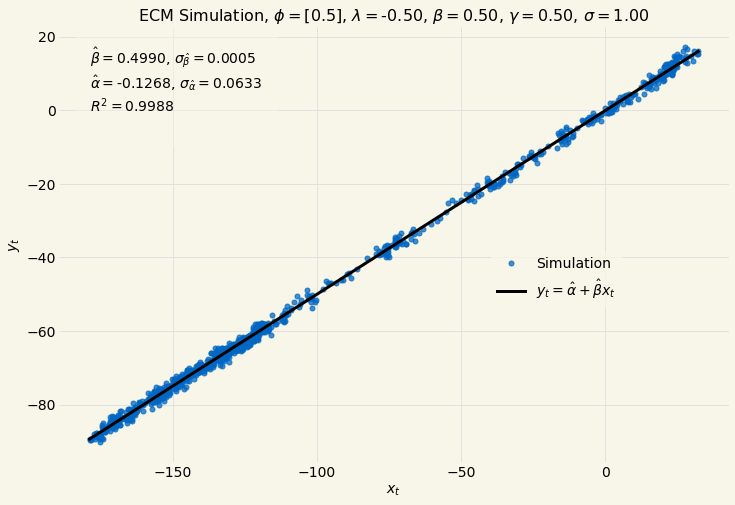 ECM Simulation, ϕ = [0.5], λ = -0.50, β = 0.50, γ = 0.50, σ = 1.00
β̂ = 0.4990, σ_β̂ = 0.0005
α̂ = -0.1268, σ_α̂ = 0.0633
R² = 0.9988
20
0
−20
−40
−60
−80
y_t
Simulation
y_t = α̂ + β̂x_t
−150
−100
−50
0
x_t